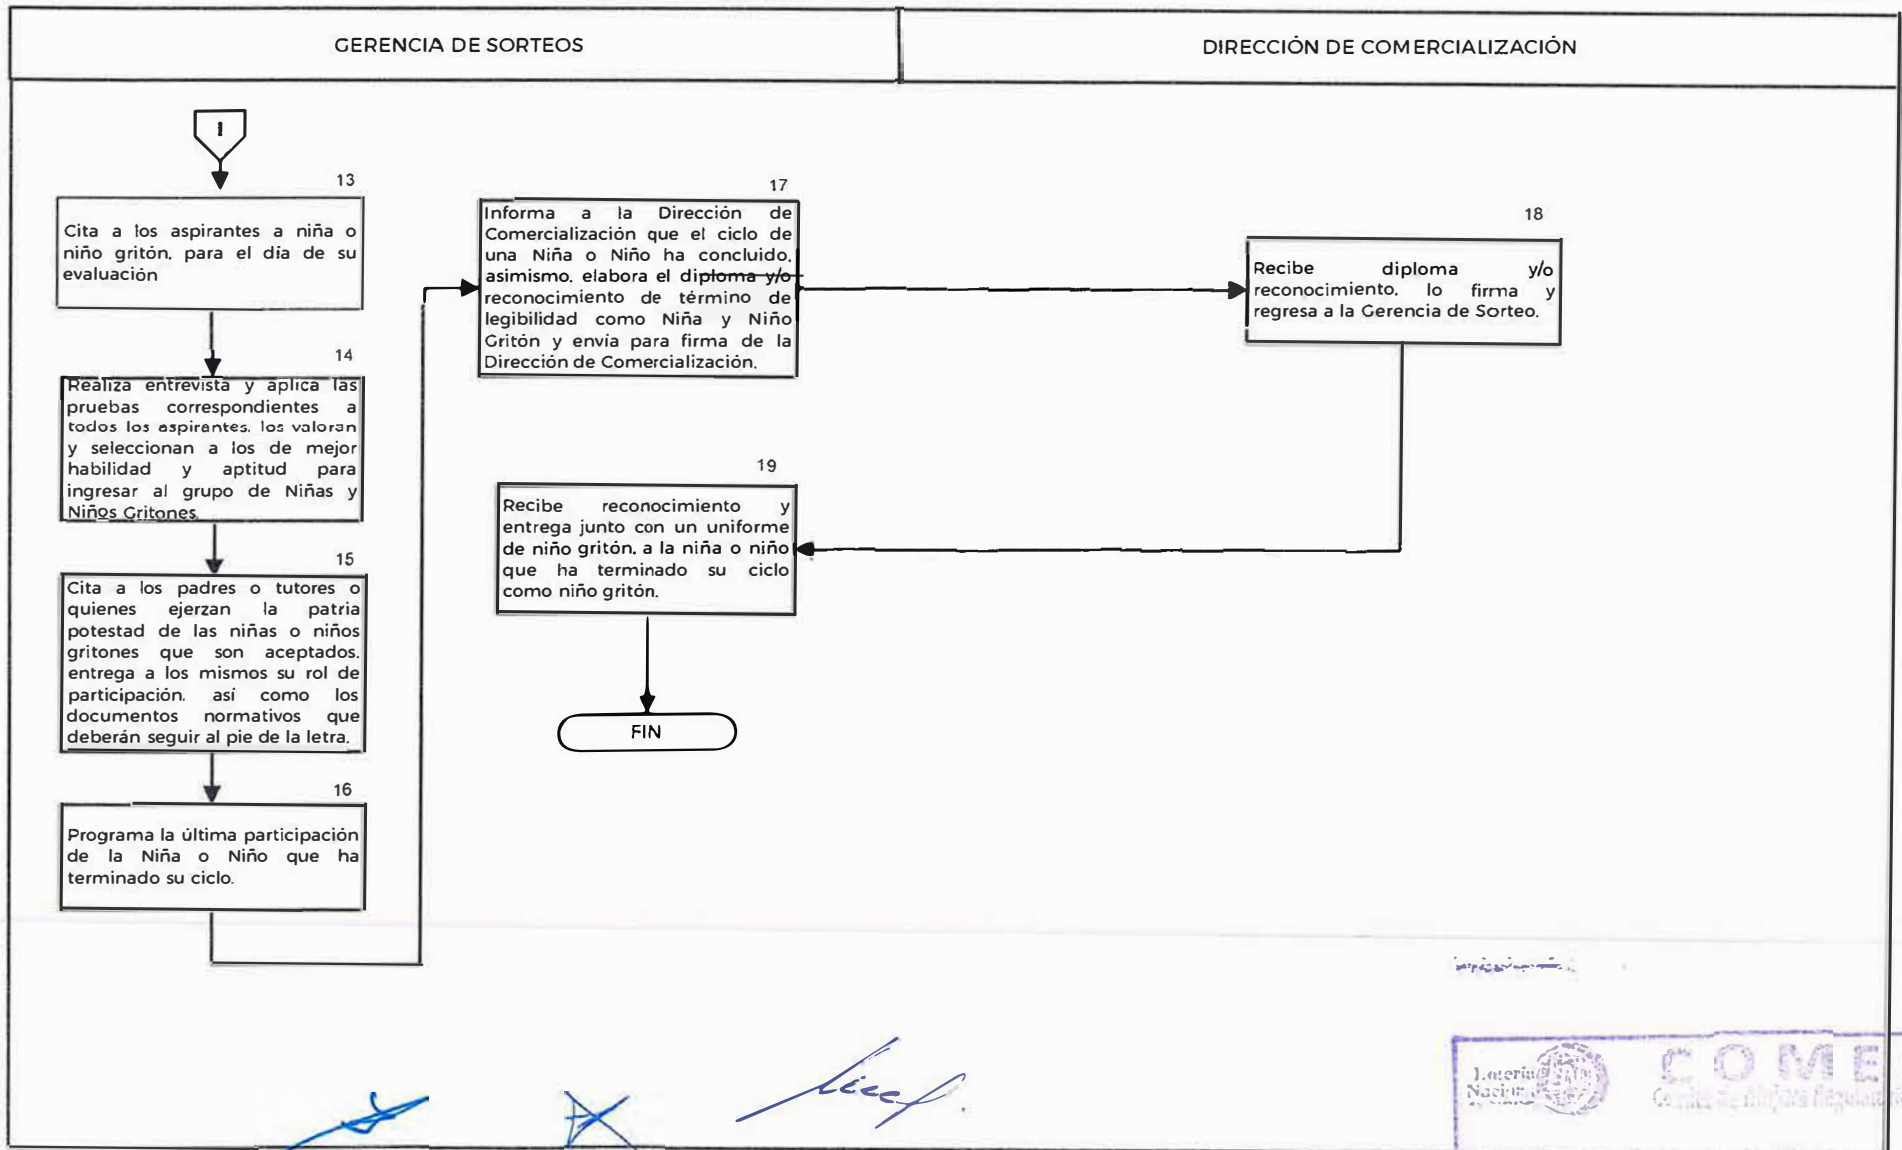 GERENCIA DE SORTEOS
DIRECCIÓN DE COMERCIALIZACIÓN
1
13
Cita a los aspirantes a niña o
niño gritón, para el día de su
evaluación
14
Realiza entrevista y aplica las
pruebas correspondientes a
todos los aspirantes, los valoran
y seleccionan a los de mejor
habilidad y aptitud para
ingresar al grupo de Niñas y
Niños Gritones.
15
Cita a los padres o tutores o
quienes ejerzan la patria
potestad de las niñas o niños
gritones que son aceptados,
entrega a los mismos su rol de
participación, así como los
documentos normativos que
deberán seguir al pie de la letra.
16
Programa la última participación
de la Niña o Niño que ha
terminado su ciclo.
17
Informa a la Dirección de
Comercialización que el ciclo de
una Niña o Niño ha concluido,
asimismo, elabora el diploma y/o
reconocimiento de término de
legibilidad como Niña y Niño
Gritón y envía para firma de la
Dirección de Comercialización.
18
Recibe diploma y/o
reconocimiento, lo firma y
regresa a la Gerencia de Sorteo.
19
Recibe reconocimiento y
entrega junto con un uniforme
de niño gritón, a la niña o niño
que ha terminado su ciclo
como niño gritón.
FIN
Lotería
Nacional
COME
de Mejora